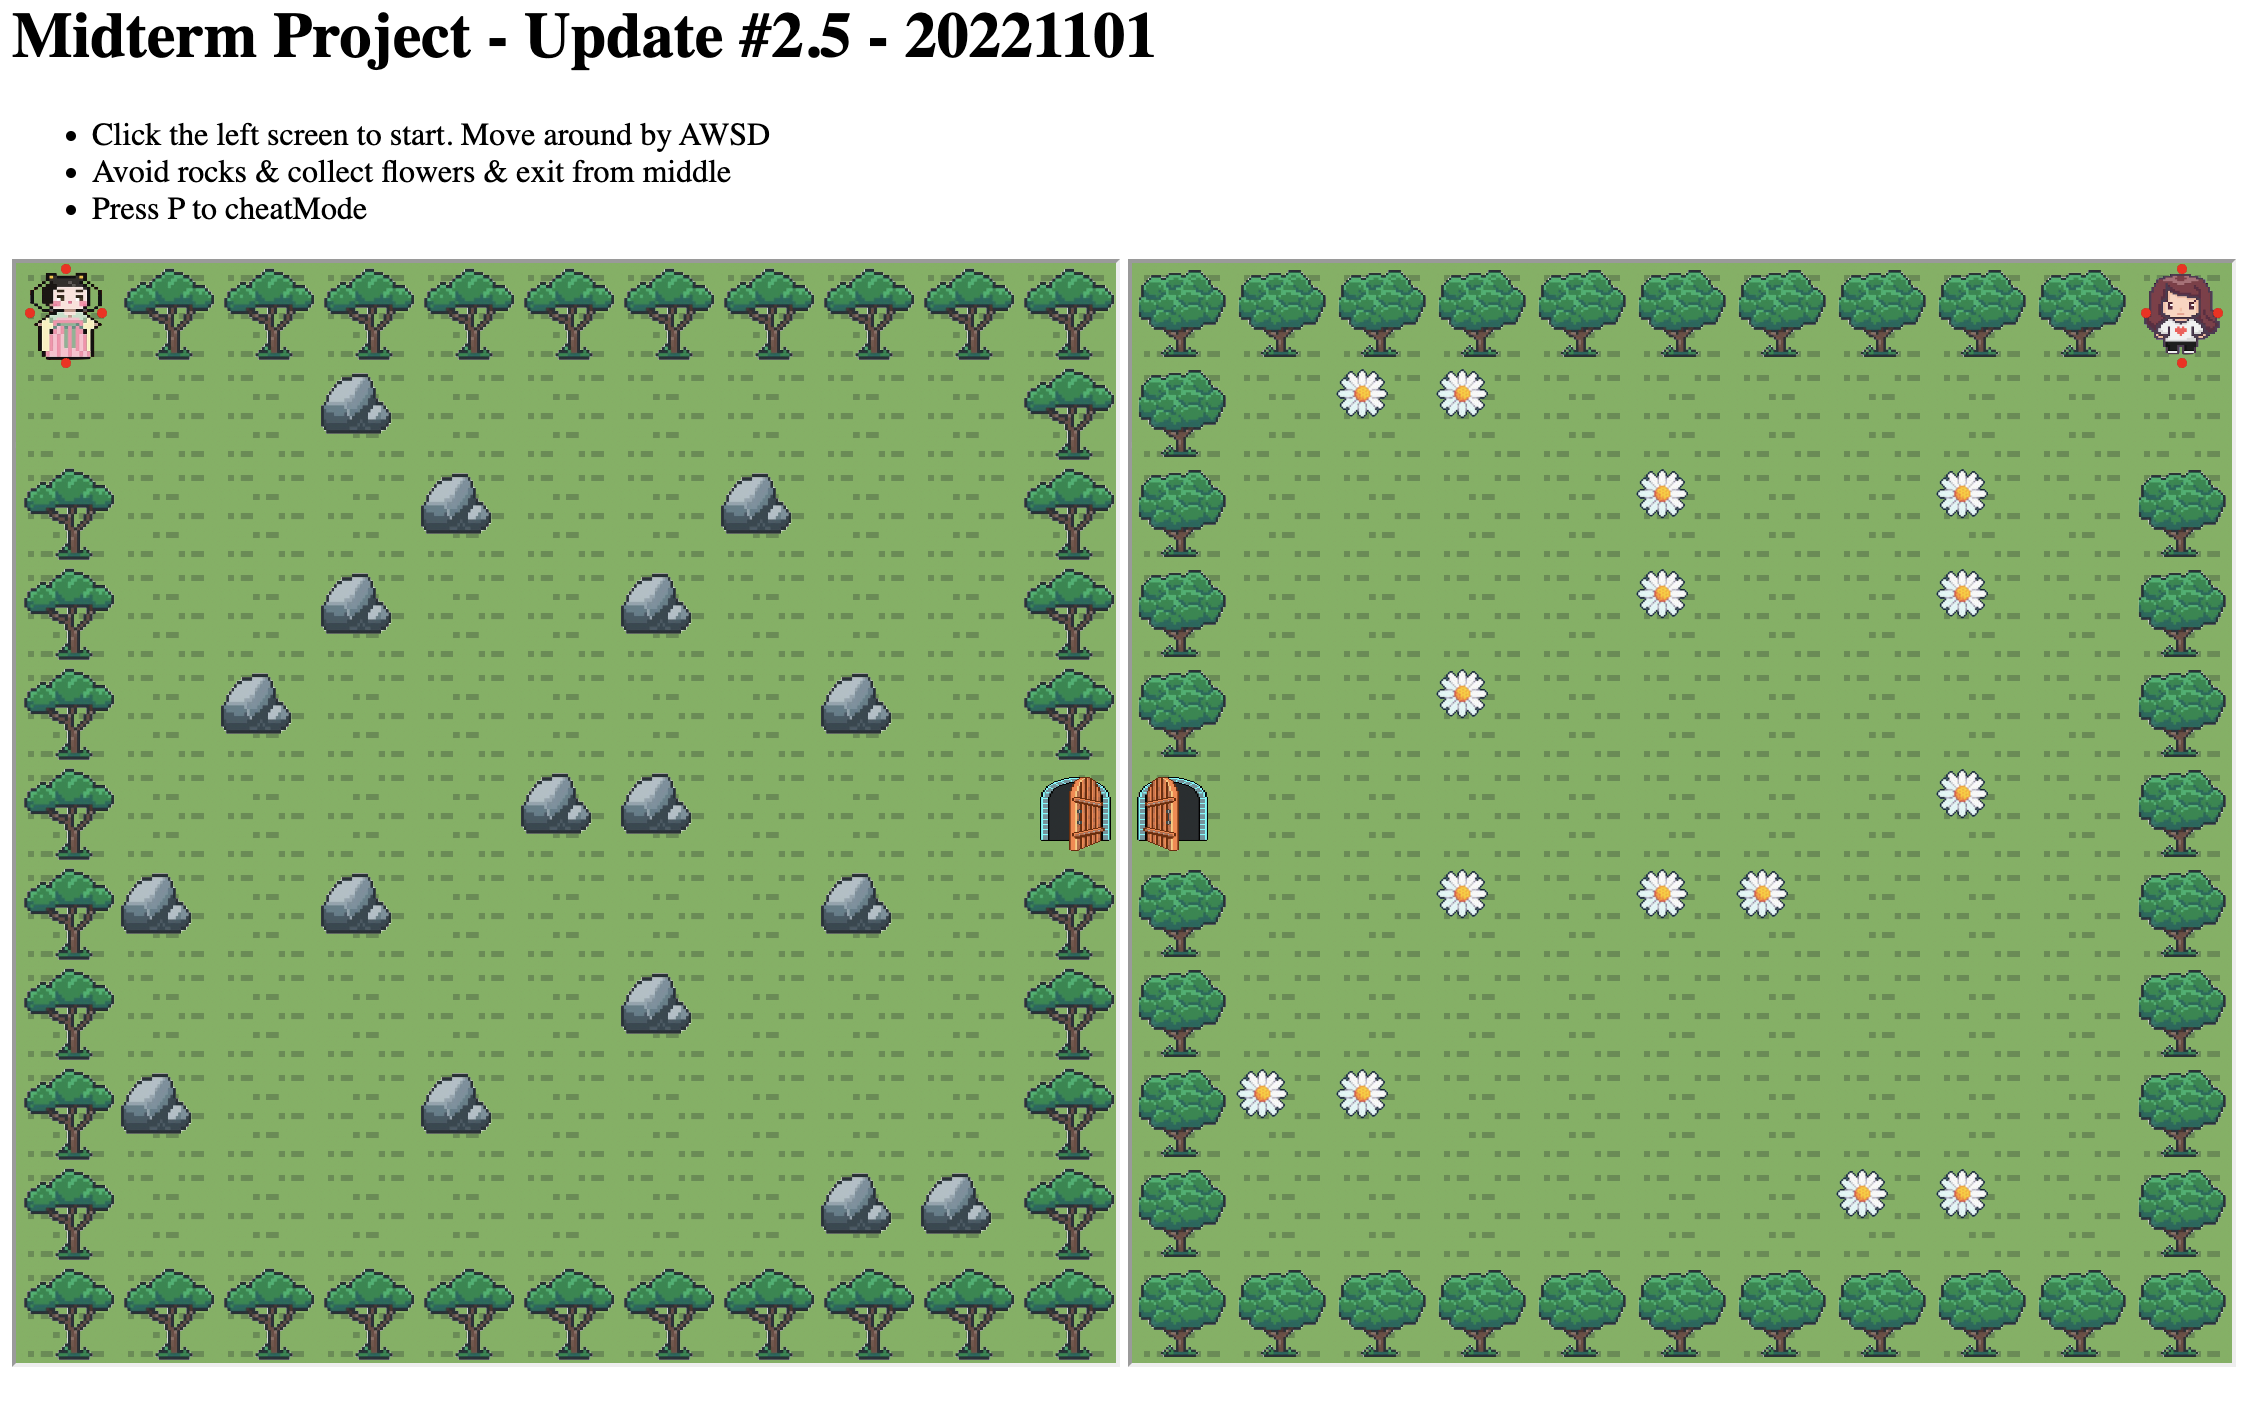 Midterm Project - Update #2.5 - 20221101
Click the left screen to start. Move around by AWSD
Avoid rocks & collect flowers & exit from middle
Press P to cheatMode